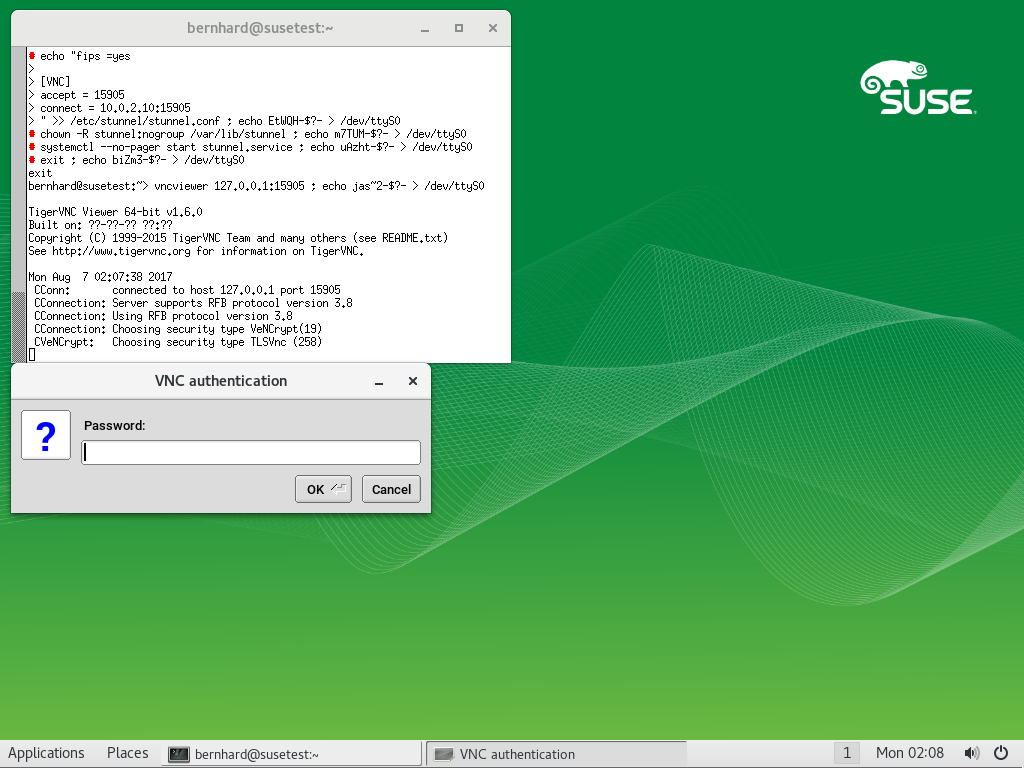 bernhard@susetest:~
# echo "fips =yes
>
> [VNC]
> accept = 15905
> connect = 10.0.2.10:15905
> " >> /etc/stunnel/stunnel.conf ; echo EtWQH-$?- > /dev/ttyS0
# chown -R stunnel:nogroup /var/lib/stunnel ; echo m7TUM-$?- > /dev/ttyS0
# systemctl --no-pager start stunnel.service ; echo uAzht-$?- > /dev/ttyS0
# exit ; echo biZm3-$?- > /dev/ttyS0
exit
bernhard@susetest:~> vncviewer 127.0.0.1:15905 ; echo jas~2-$?- > /dev/ttyS0
TigerVNC Viewer 64-bit v1.6.0
Built on: ??-??-?? ??:??
Copyright (C) 1999-2015 TigerVNC Team and many others (see README.txt)
See http://www.tigervnc.org for information on TigerVNC.
Mon Aug  7 02:07:38 2017
CConn:       connected to host 127.0.0.1 port 15905
CConnection: Server supports RFB protocol version 3.8
CConnection: Using RFB protocol version 3.8
CConnection: Choosing security type VeNCrypt(19)
CVeNCrypt:   Choosing security type TLSVnc (258)
VNC authentication
?
Password:
OK
Cancel
SUSE
Applications
Places
bernhard@susetest:~
VNC authentication
1
Mon 02:08